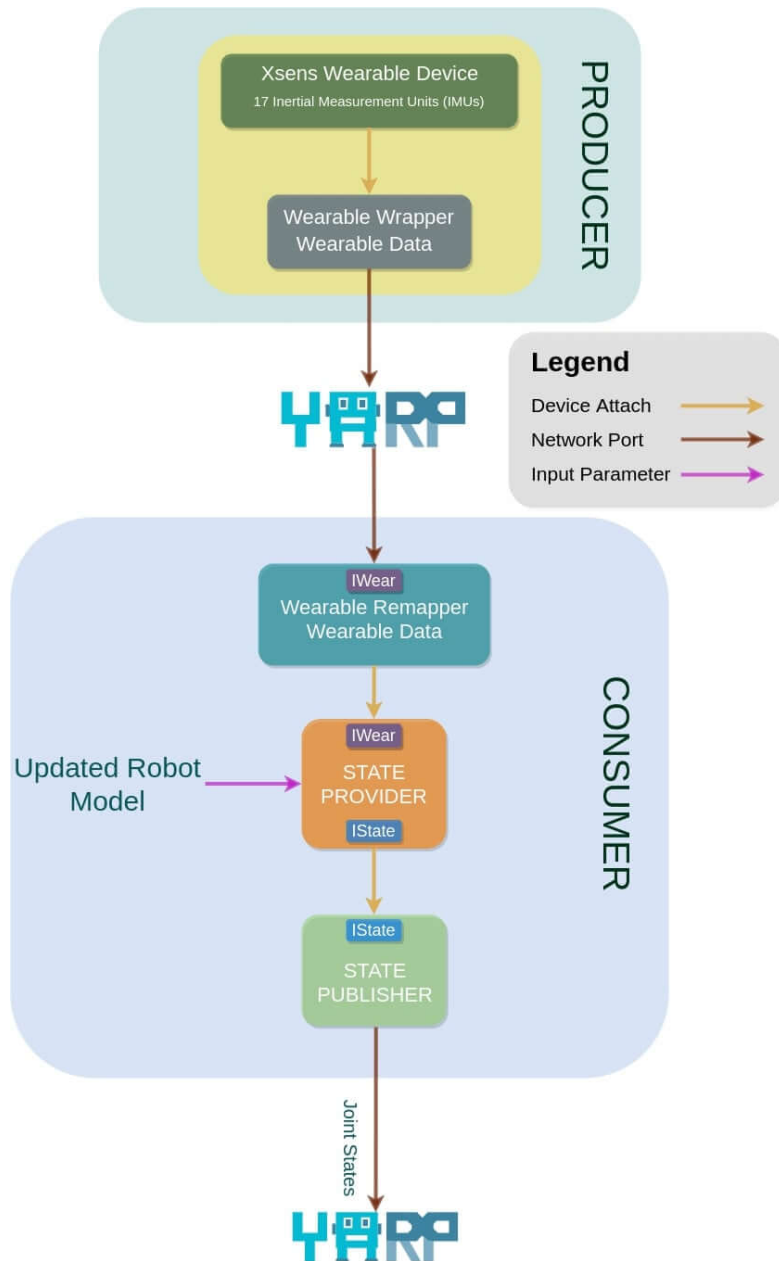 Xsens Wearable Device
17 Inertial Measurement Units (IMUs)
PRODUCER
Wearable Wrapper
Wearable Data
YARP
Legend
Device Attach
Network Port
Input Parameter
IWear
Wearable Remapper
Wearable Data
CONSUMER
IWear
STATE
PROVIDER
IState
Updated Robot
Model
IState
STATE
PUBLISHER
Joint States
YARP